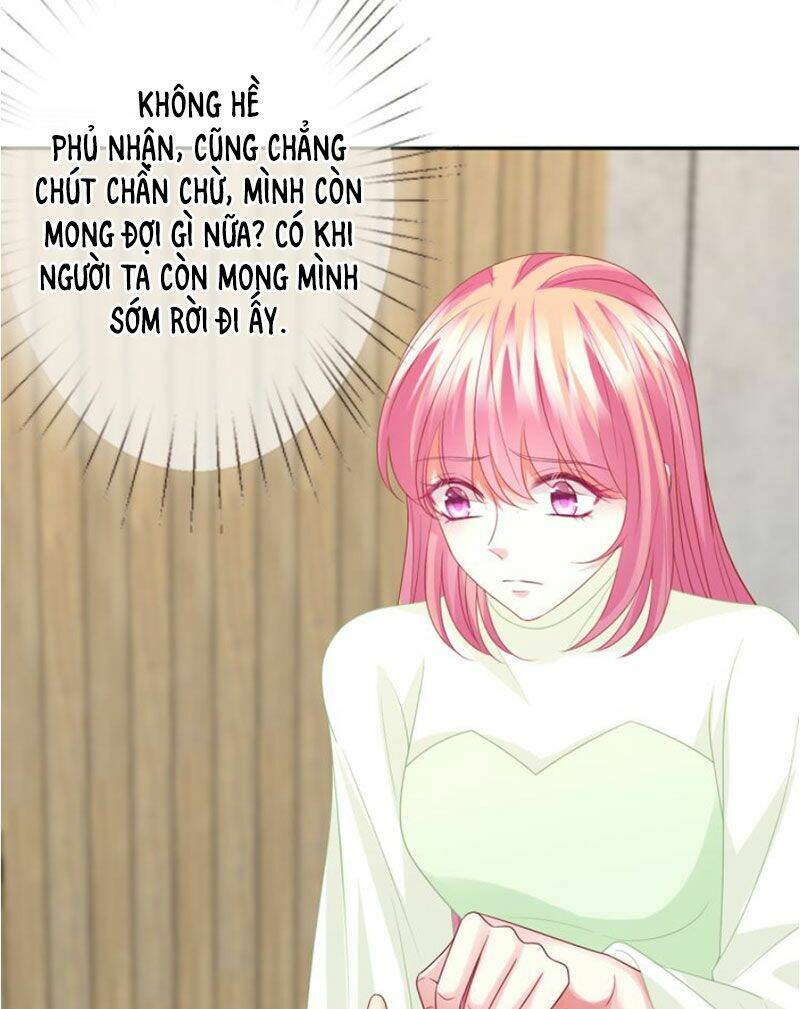 KHÔNG HỀ
PHỦ NHẬN, CŨNG CHẲNG
CHÚT CHẦN CHỪ, MÌNH CÒN
MONG ĐỢI GÌ NỮA? CÓ KHI
NGƯỜI TA CÒN MONG MÌNH
SỚM RỜI ĐI ẤY.